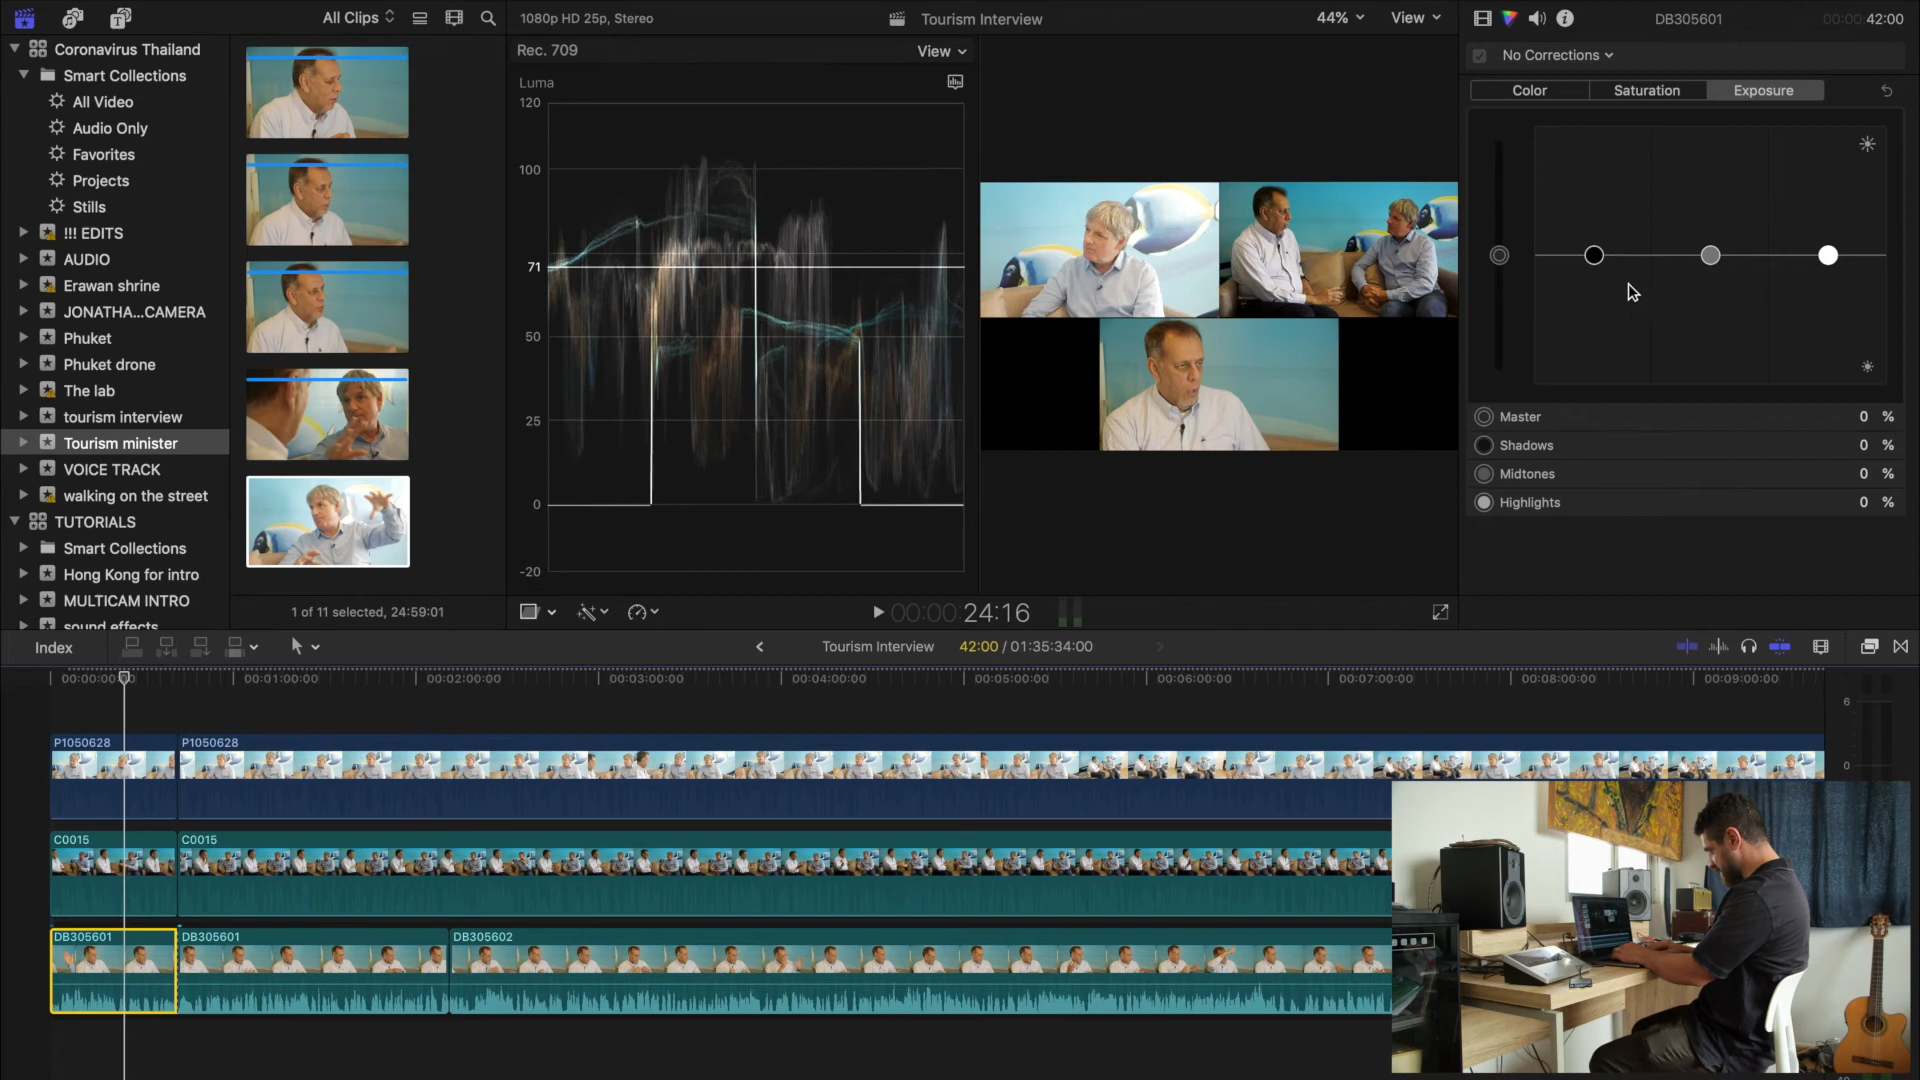 All Clips
1080p HD 25p, Stereo
Tourism Interview
44%
View
DB305601
00:00:42:00
Coronavirus Thailand
Smart Collections
All Video
Audio Only
Favorites
Projects
Stills
!!! EDITS
AUDIO
Erawan shrine
JONATHA...CAMERA
Phuket
Phuket drone
The lab
tourism interview
Tourism minister
VOICE TRACK
walking on the street
TUTORIALS
Smart Collections
Hong Kong for intro
MULTICAM INTRO
sound effects
1 of 11 selected, 24:59:01
Rec. 709
View
Luma
120
100
71
50
25
0
-20
No Corrections
Color
Saturation
Exposure
Master 0 %
Shadows 0 %
Midtones 0 %
Highlights 0 %
00:00:24:16
Index
Tourism Interview
42:00 / 01:35:34:00
00:00:00:00
00:01:00:00
00:02:00:00
00:03:00:00
00:04:00:00
00:05:00:00
00:06:00:00
00:07:00:00
00:08:00:00
00:09:00:00
6
0
P1050628
P1050628
C0015
C0015
DB305601
DB305601
DB305602